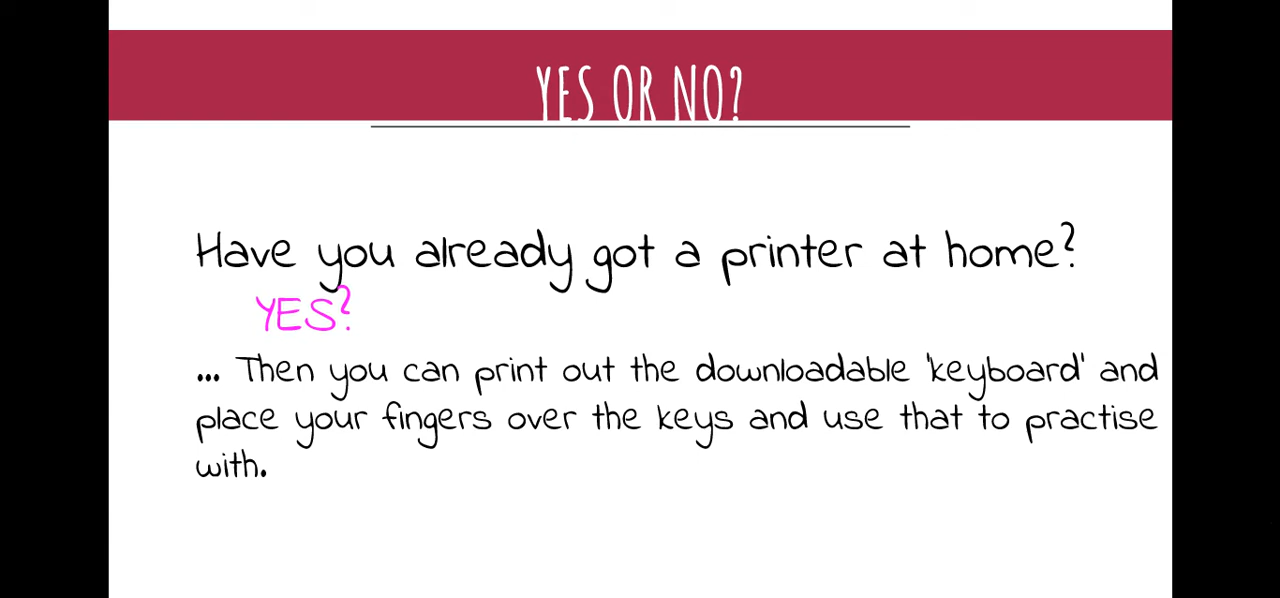 YES OR NO?
Have you already got a printer at home?
YES?
... Then you can print out the downloadable 'keyboard' and
place your fingers over the keys and use that to practise
with.